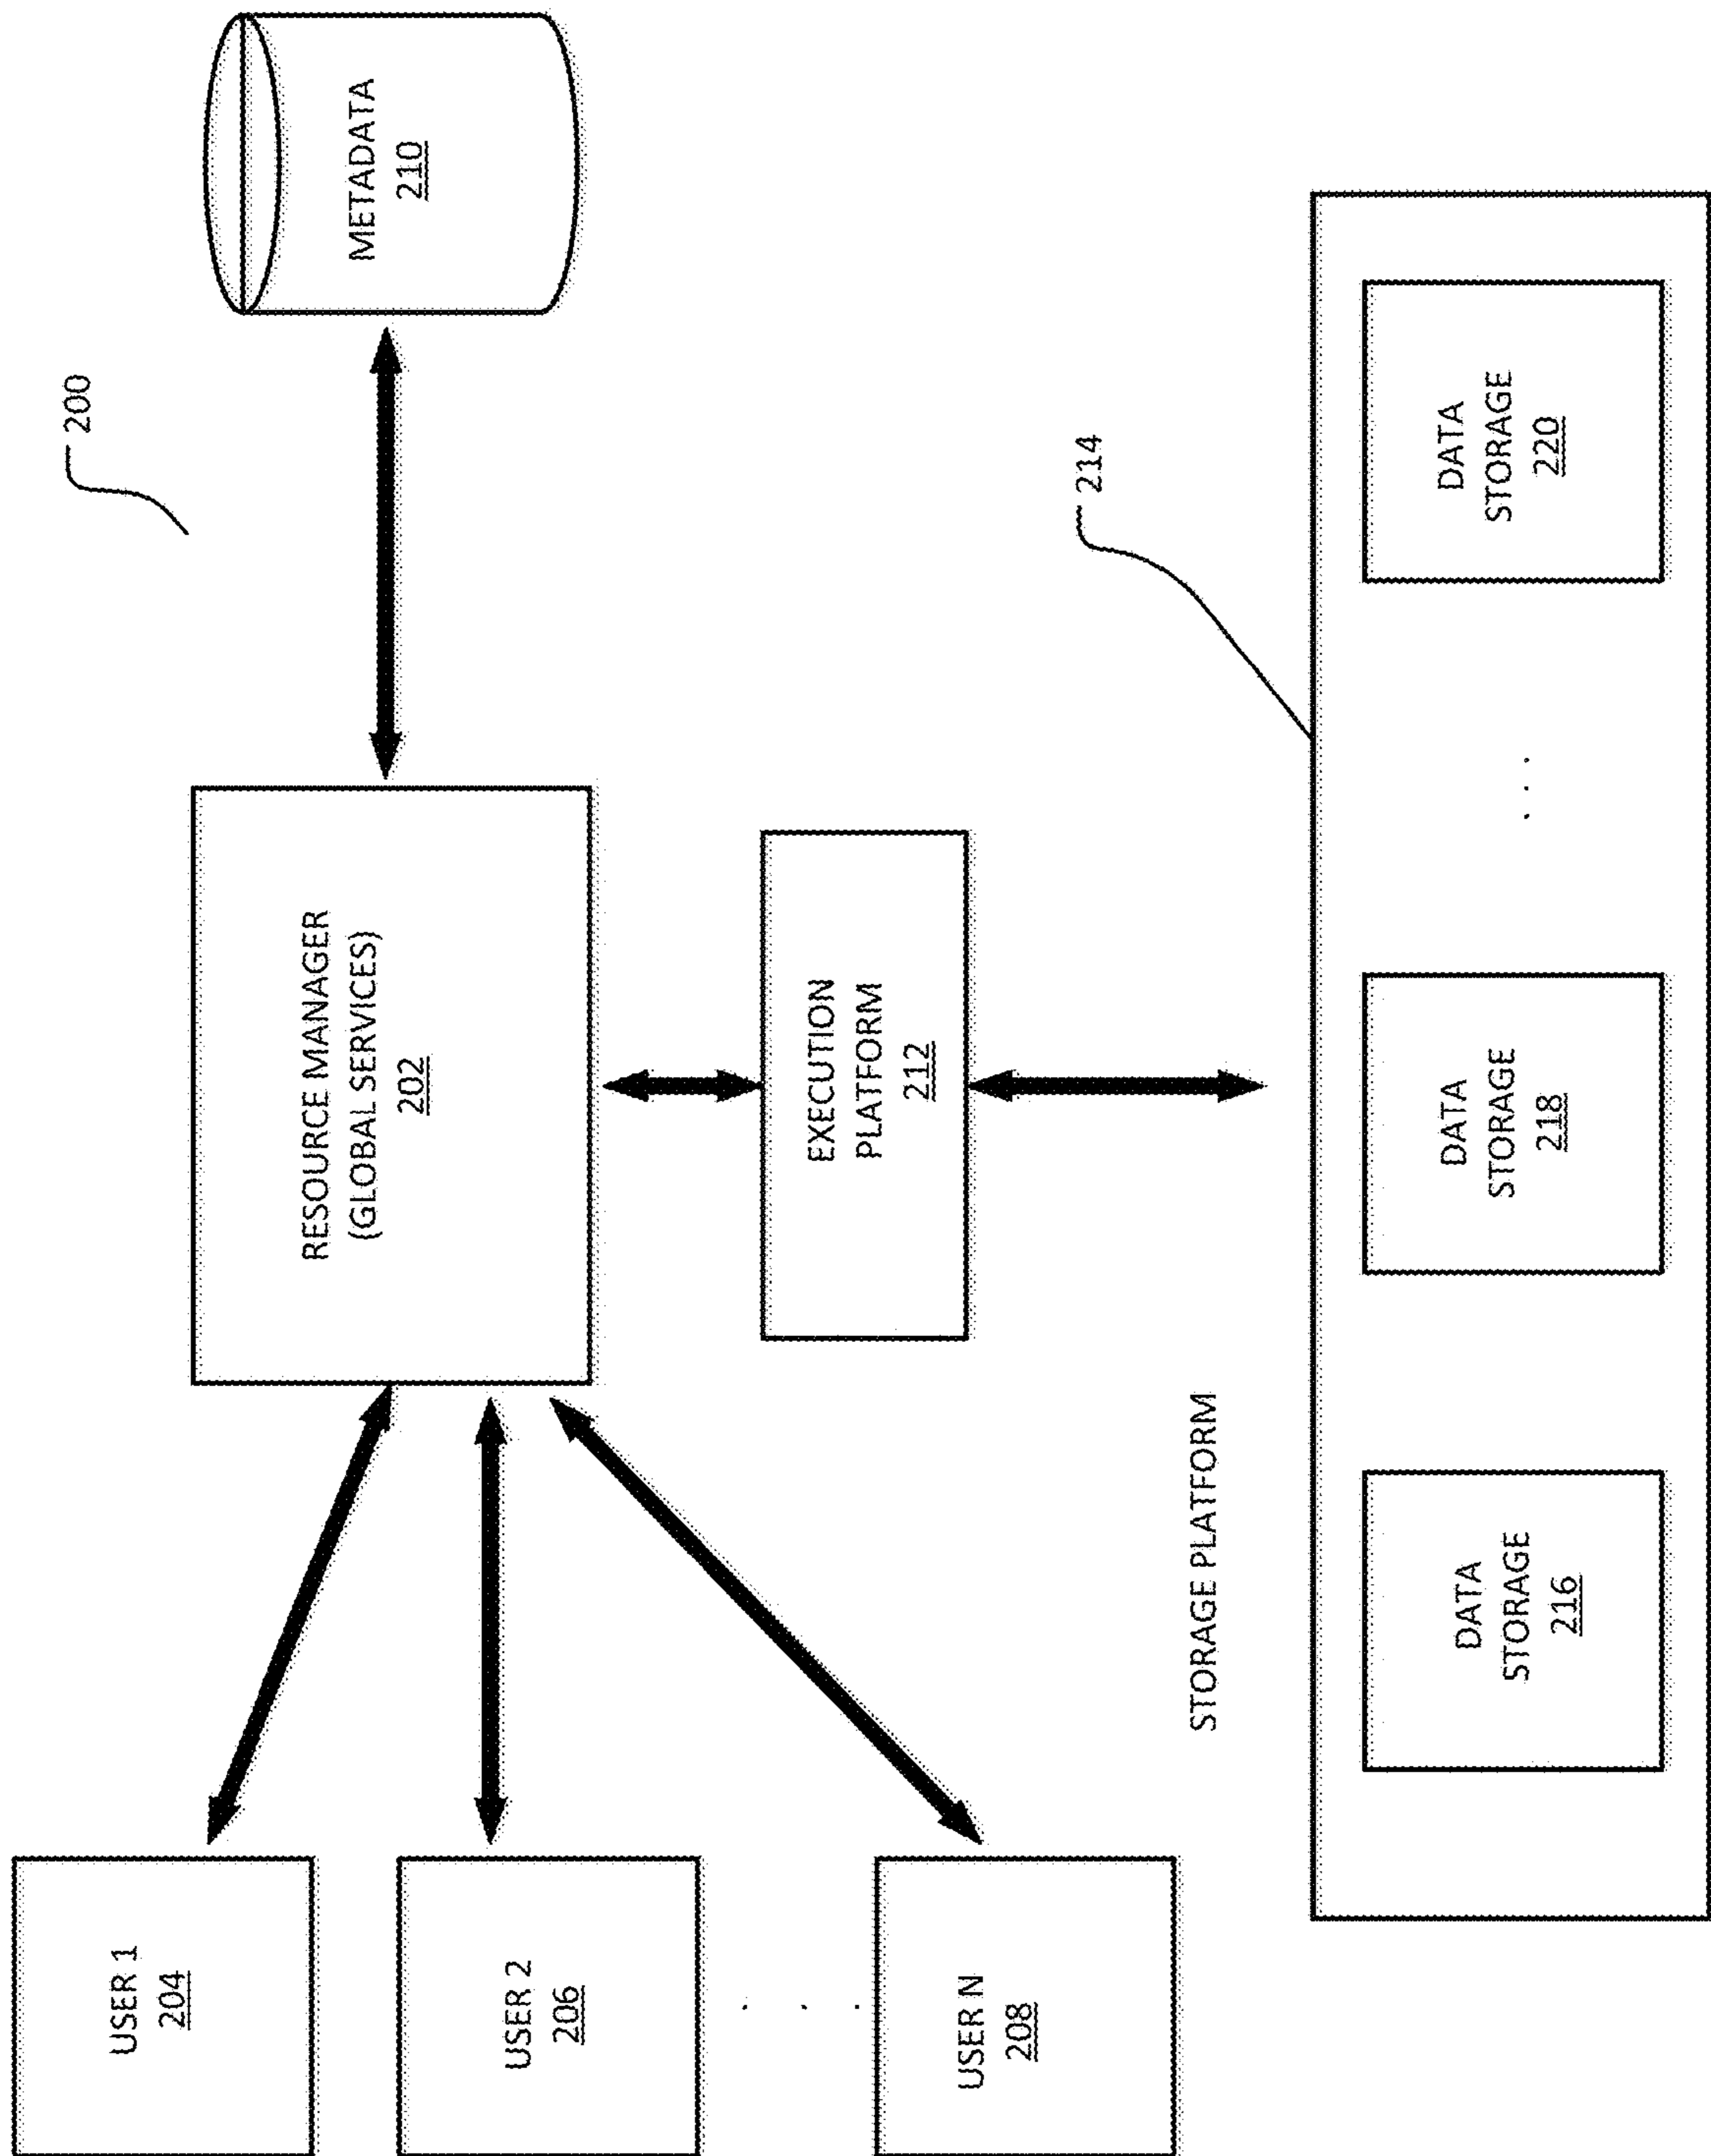 200
USER 1
204
USER 2
206
. . .
USER N
208
RESOURCE MANAGER
(GLOBAL SERVICES)
202
METADATA
210
EXECUTION
PLATFORM
212
STORAGE PLATFORM
214
DATA
STORAGE
216
DATA
STORAGE
218
. . .
DATA
STORAGE
220